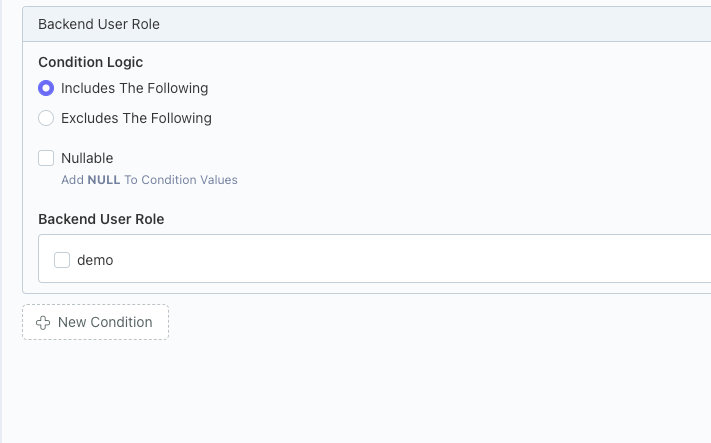 Backend User Role
Condition Logic
Includes The Following
Excludes The Following
Nullable
Add NULL To Condition Values
Backend User Role
demo
New Condition